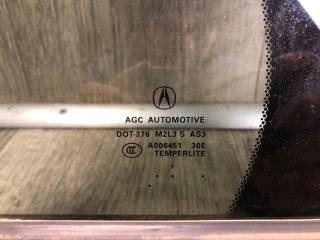 AGC AUTOMOTIVE
DOT-376 M2L3 S AS3
A006451 30E
TEMPERLITE